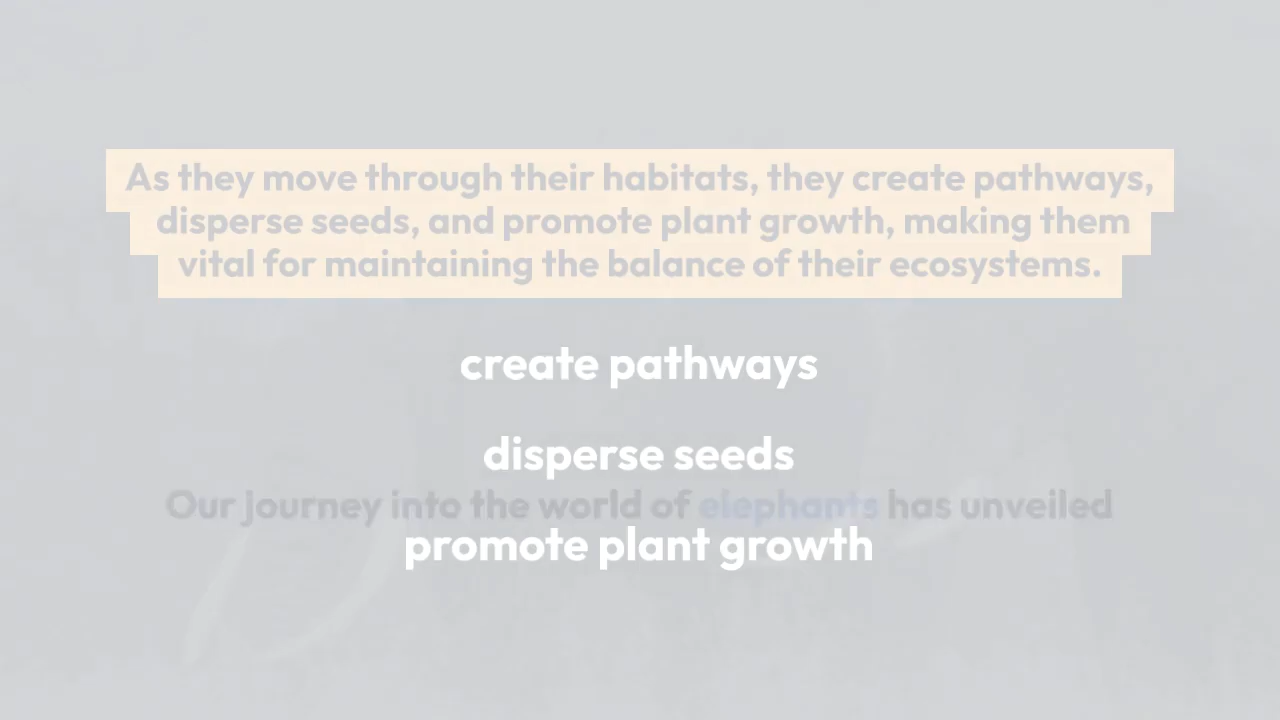 As they move through their habitats, they create pathways,
disperse seeds, and promote plant growth, making them
vital for maintaining the balance of their ecosystems.
create pathways
disperse seeds
Our journey into the world of elephants has unveiled
promote plant growth